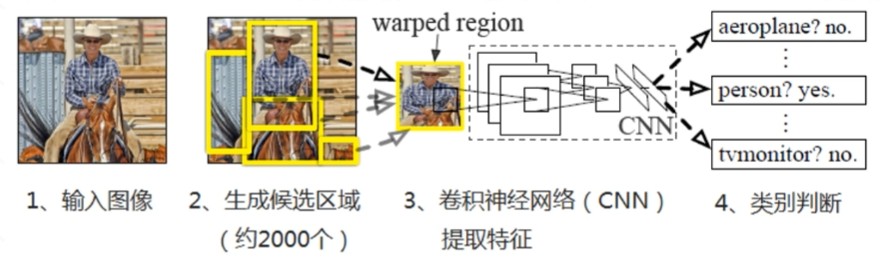 warped region
CNN
aeroplane? no.
⋮
person? yes.
⋮
tvmonitor? no.
1、输入图像
2、生成候选区域
（约2000个）
3、卷积神经网络（CNN）
提取特征
4、类别判断